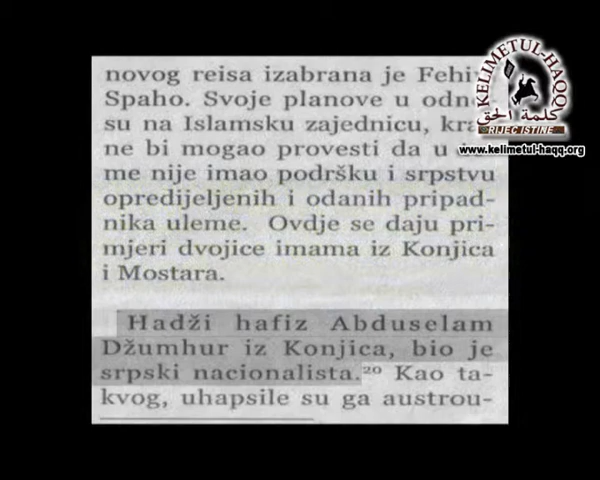 novog reisa izabrana je Fehi
Spaho. Svoje planove u odno
su na Islamsku zajednicu, kra
ne bi mogao provesti da u
me nije imao podršku i srpstvu
opredijeljenih i odanih pripad-
nika uleme. Ovdje se daju pri-
mjeri dvojice imama iz Konjica
i Mostara.
Hadži hafiz Abduselam
Džumhur iz Konjica, bio je
srpski nacionalista.²⁰ Kao ta-
kvog, uhapsile su ga austrou-
KELIMETUL-HAQQ
كلمة الحق
RIJEC ISTINE
www.kelimetul-haqq.org